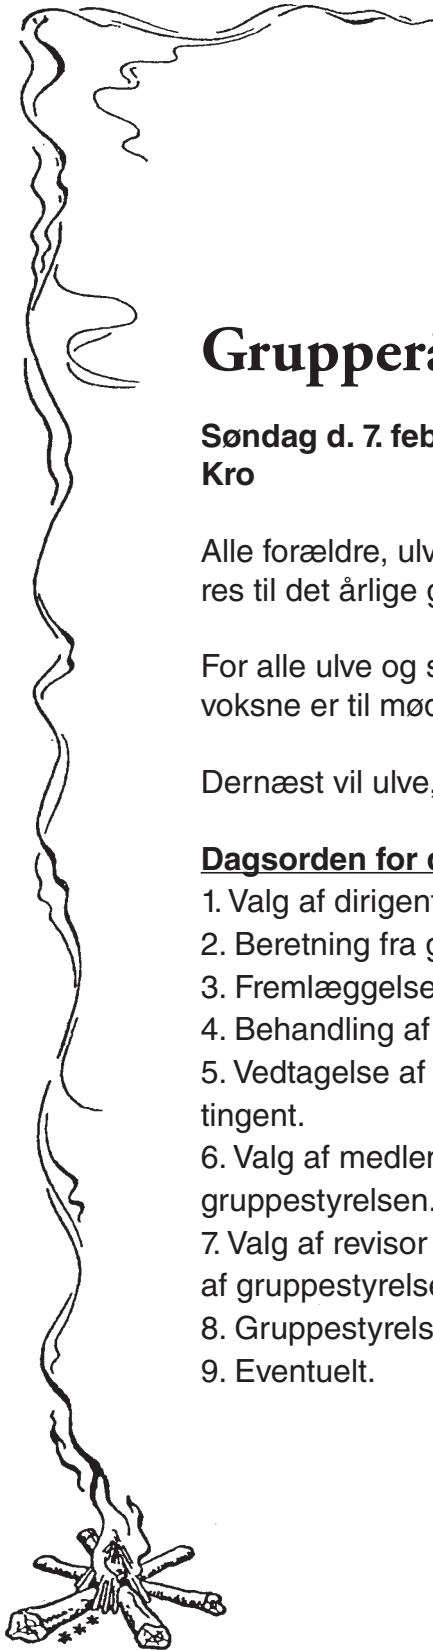 Grupperå
Søndag d. 7. feb
Kro
Alle forældre, ulv
res til det årlige g
For alle ulve og s
voksne er til mød
Dernæst vil ulve,
Dagsorden for d
1. Valg af dirigent
2. Beretning fra g
3. Fremlæggelse
4. Behandling af
5. Vedtagelse af
tingent.
6. Valg af medlem
gruppestyrelsen.
7. Valg af revisor
af gruppestyrelse
8. Gruppestyrels
9. Eventuelt.